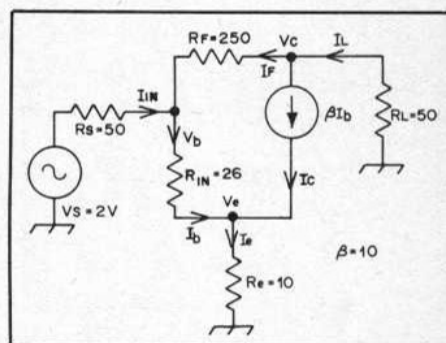 RF=250
VC
IL
IF
IIN
RS=50
Vb
βIb
RL=50
RIN=26
IC
VS=2V
Ve
Ib
Ie
β=10
Re=10